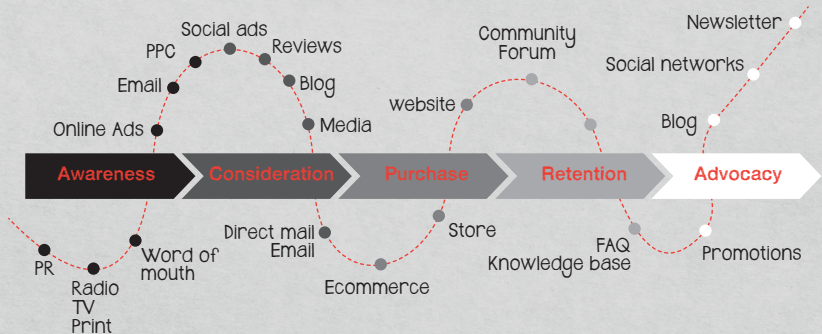 Social ads
PPC
Reviews
Email
Blog
Online Ads
Media
Community
Forum
website
Newsletter
Social networks
Blog
Awareness
Consideration
Purchase
Retention
Advocacy
PR
Radio
TV
Print
Word of
mouth
Direct mail
Email
Ecommerce
Store
FAQ
Knowledge base
Promotions